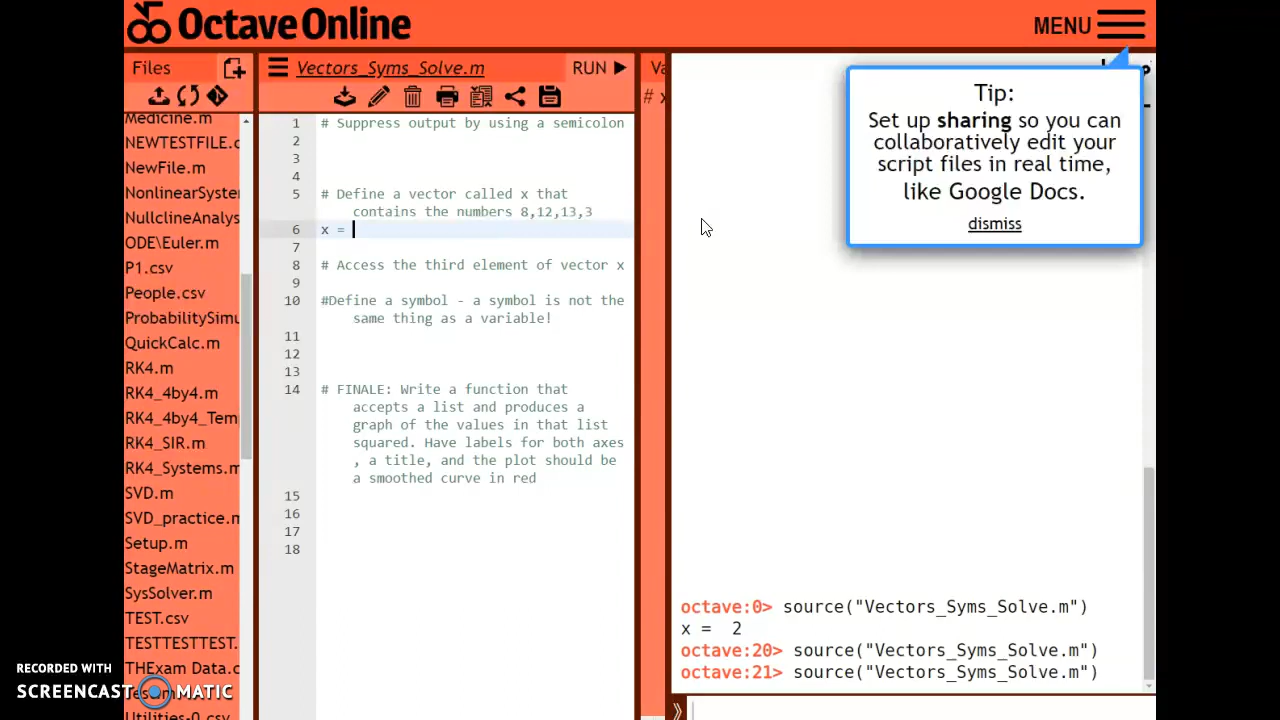 Octave Online
MENU
Files
Vectors_Syms_Solve.m
RUN
Va
# x
Medicine.m
NEWTESTFILE.c
NewFile.m
NonlinearSyste
NullclineAnalys
ODE\Euler.m
P1.csv
People.csv
ProbabilitySimu
QuickCalc.m
RK4.m
RK4_4by4.m
RK4_4by4_Tem
RK4_SIR.m
RK4_Systems.m
SVD.m
SVD_practice.m
Setup.m
StageMatrix.m
SysSolver.m
TEST.csv
TESTTESTTEST.
THExam Data.c
Utilities-0.csv
1 # Suppress output by using a semicolon
2
3
4
5 # Define a vector called x that
contains the numbers 8,12,13,3
6 x =
7
8 # Access the third element of vector x
9
10 #Define a symbol - a symbol is not the
same thing as a variable!
11
12
13
14 # FINALE: Write a function that
accepts a list and produces a
graph of the values in that list
squared. Have labels for both axes
, a title, and the plot should be
a smoothed curve in red
15
16
17
18
Tip:
Set up sharing so you can
collaboratively edit your
script files in real time,
like Google Docs.
dismiss
octave:0> source("Vectors_Syms_Solve.m")
x = 2
octave:20> source("Vectors_Syms_Solve.m")
octave:21> source("Vectors_Syms_Solve.m")
RECORDED WITH
SCREENCAST MATIC